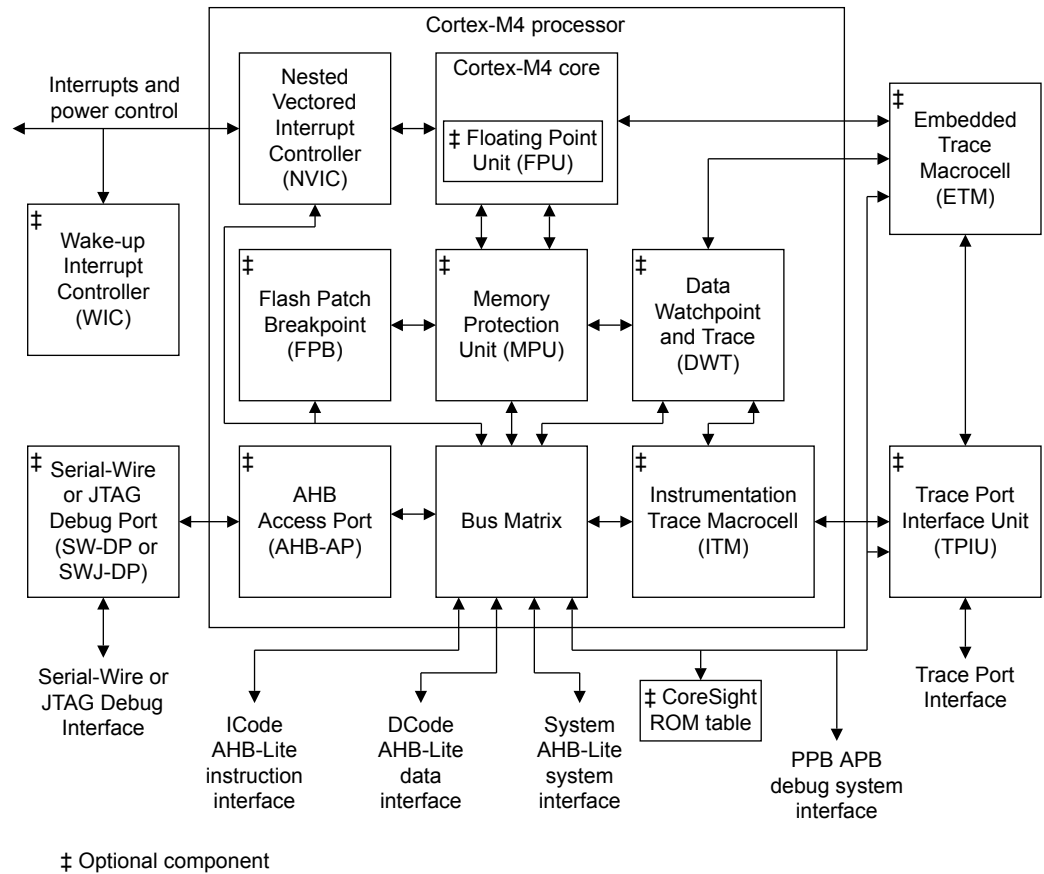 Cortex-M4 processor
Interrupts and
power control
Nested
Vectored
Interrupt
Controller
(NVIC)
Cortex-M4 core
‡ Floating Point
Unit (FPU)
‡
Embedded
Trace
Macrocell
(ETM)
‡
Wake-up
Interrupt
Controller
(WIC)
‡
Flash Patch
Breakpoint
(FPB)
‡
Memory
Protection
Unit (MPU)
‡
Data
Watchpoint
and Trace
(DWT)
‡
Serial-Wire
or JTAG
Debug Port
(SW-DP or
SWJ-DP)
‡
AHB
Access Port
(AHB-AP)
Bus Matrix
‡
Instrumentation
Trace Macrocell
(ITM)
‡
Trace Port
Interface Unit
(TPIU)
Serial-Wire or
JTAG Debug
Interface
ICode
AHB-Lite
instruction
interface
DCode
AHB-Lite
data
interface
System
AHB-Lite
system
interface
‡ CoreSight
ROM table
PPB APB
debug system
interface
Trace Port
Interface
‡ Optional component